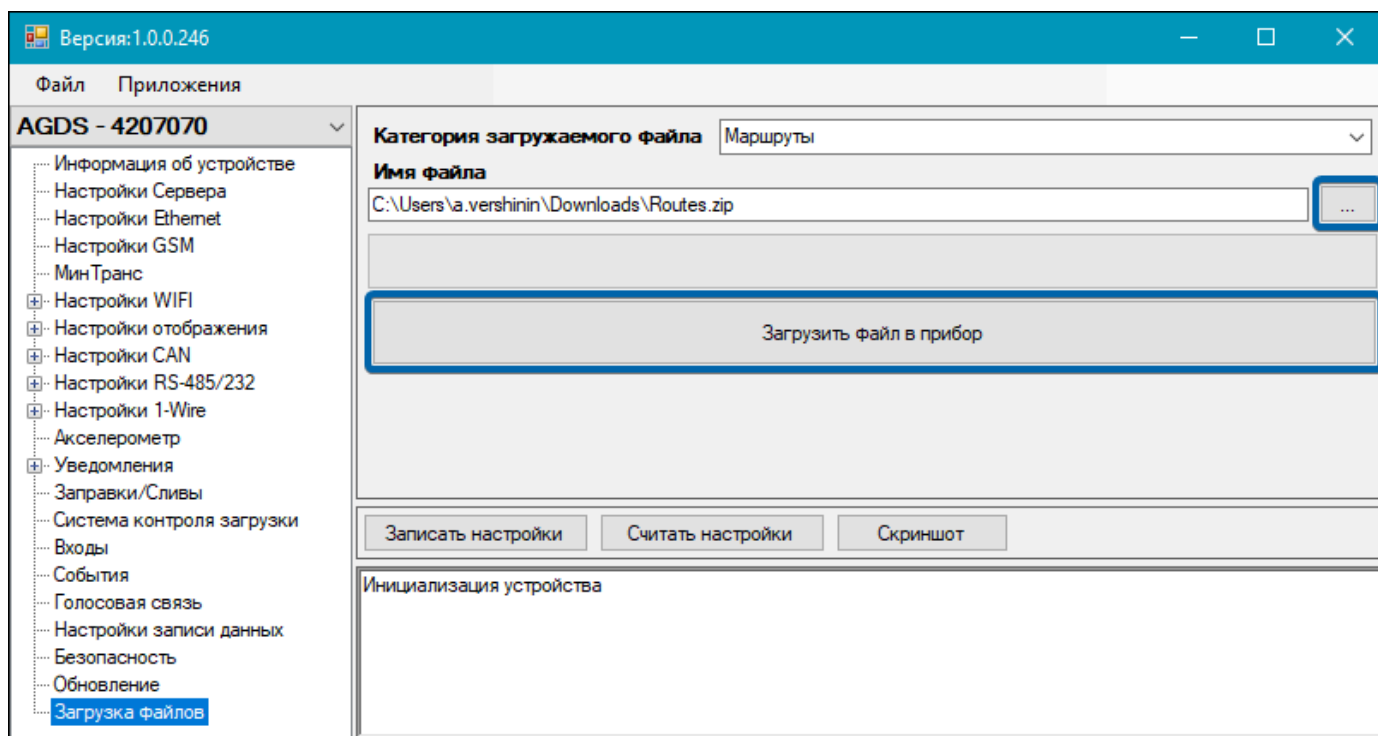 Версия:1.0.0.246
Файл Приложения
AGDS - 4207070
Информация об устройстве
Настройки Сервера
Настройки Ethernet
Настройки GSM
МинТранс
Настройки WIFI
Настройки отображения
Настройки CAN
Настройки RS-485/232
Настройки 1-Wire
Акселерометр
Уведомления
Заправки/Сливы
Система контроля загрузки
Входы
События
Голосовая связь
Настройки записи данных
Безопасность
Обновление
Загрузка файлов
Категория загружаемого файла Маршруты
Имя файла
C:\Users\a.vershinin\Downloads\Routes.zip ...
Загрузить файл в прибор
Записать настройки Считать настройки Скриншот
Инициализация устройства